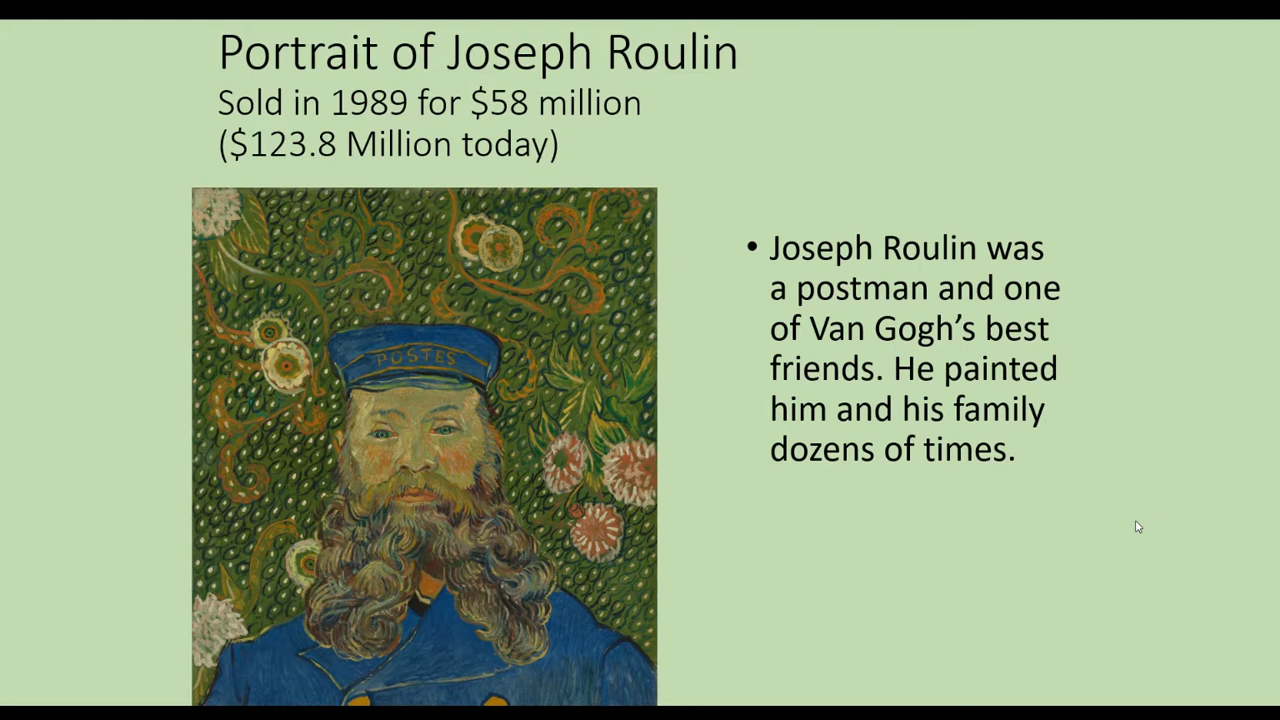 Portrait of Joseph Roulin
Sold in 1989 for $58 million
($123.8 Million today)
POSTES
• Joseph Roulin was
a postman and one
of Van Gogh’s best
friends. He painted
him and his family
dozens of times.